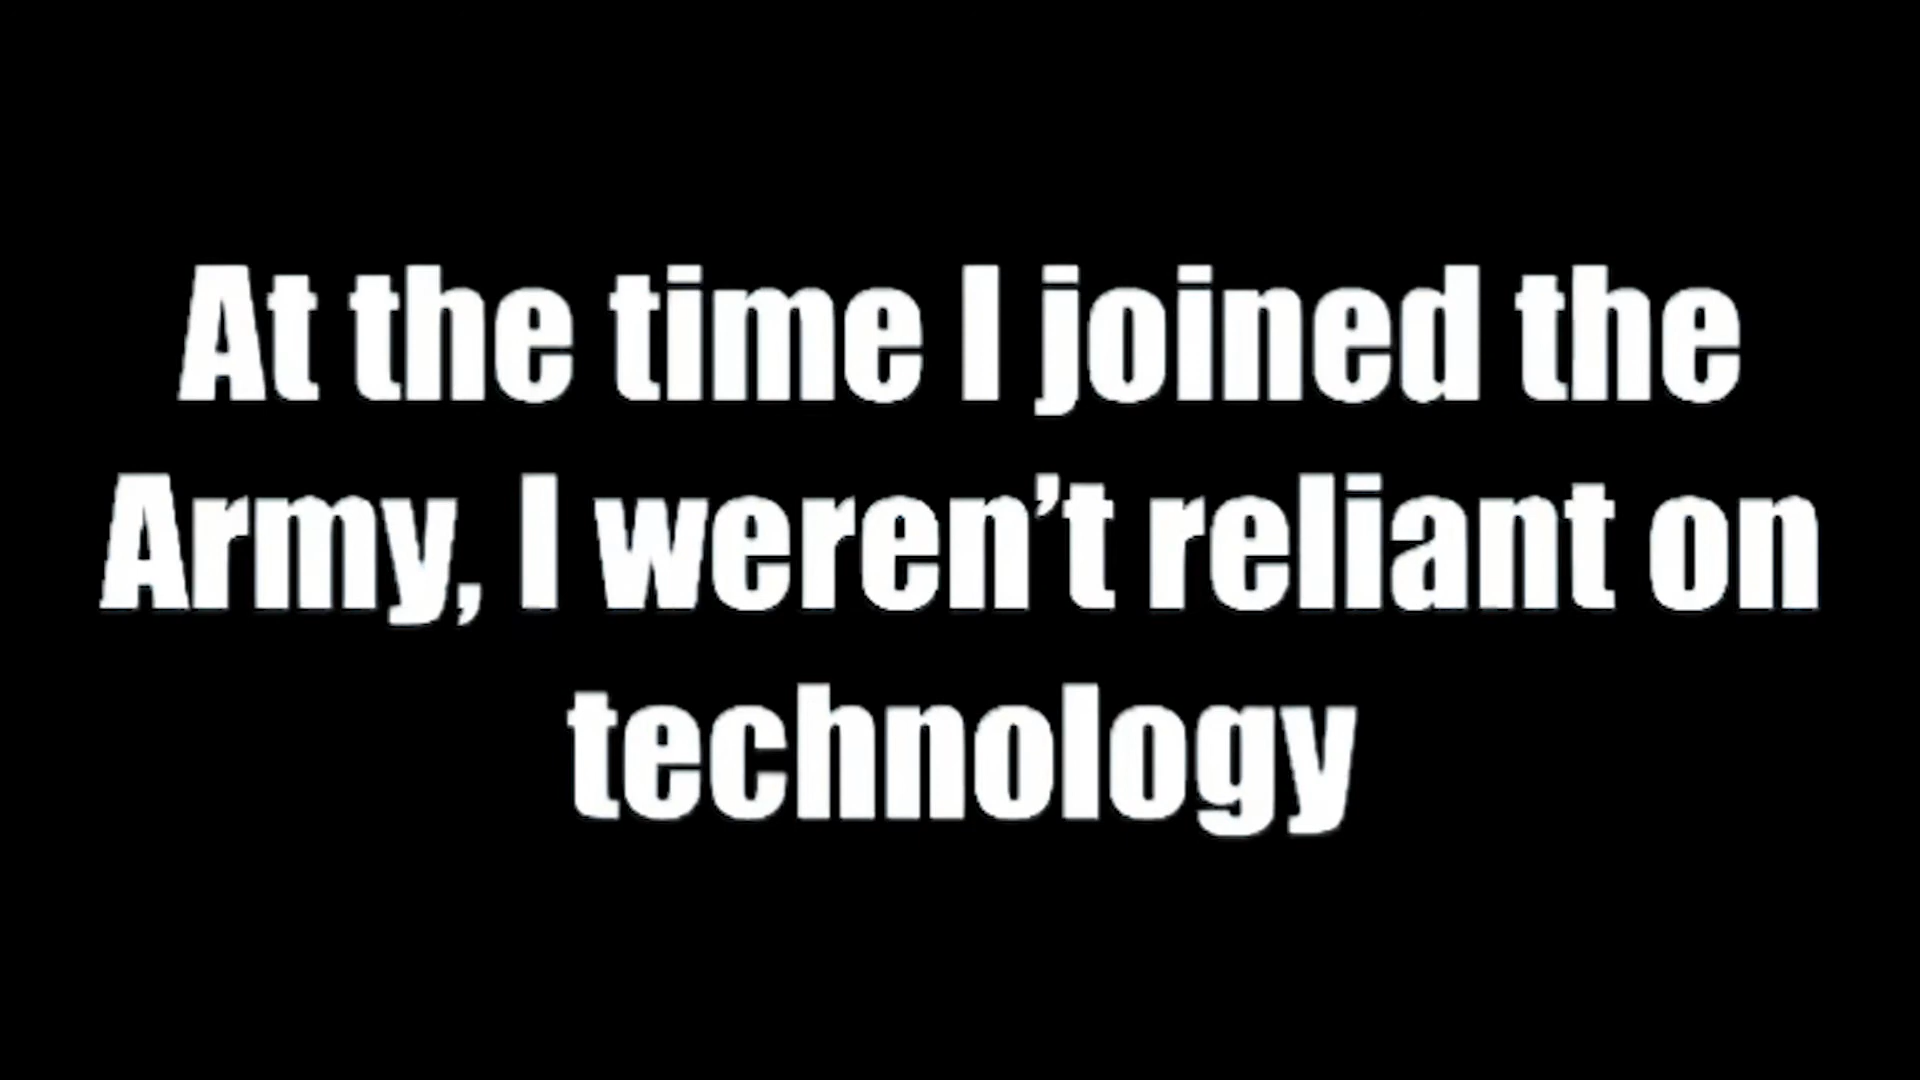 At the time I joined the
Army, I weren’t reliant on
technology